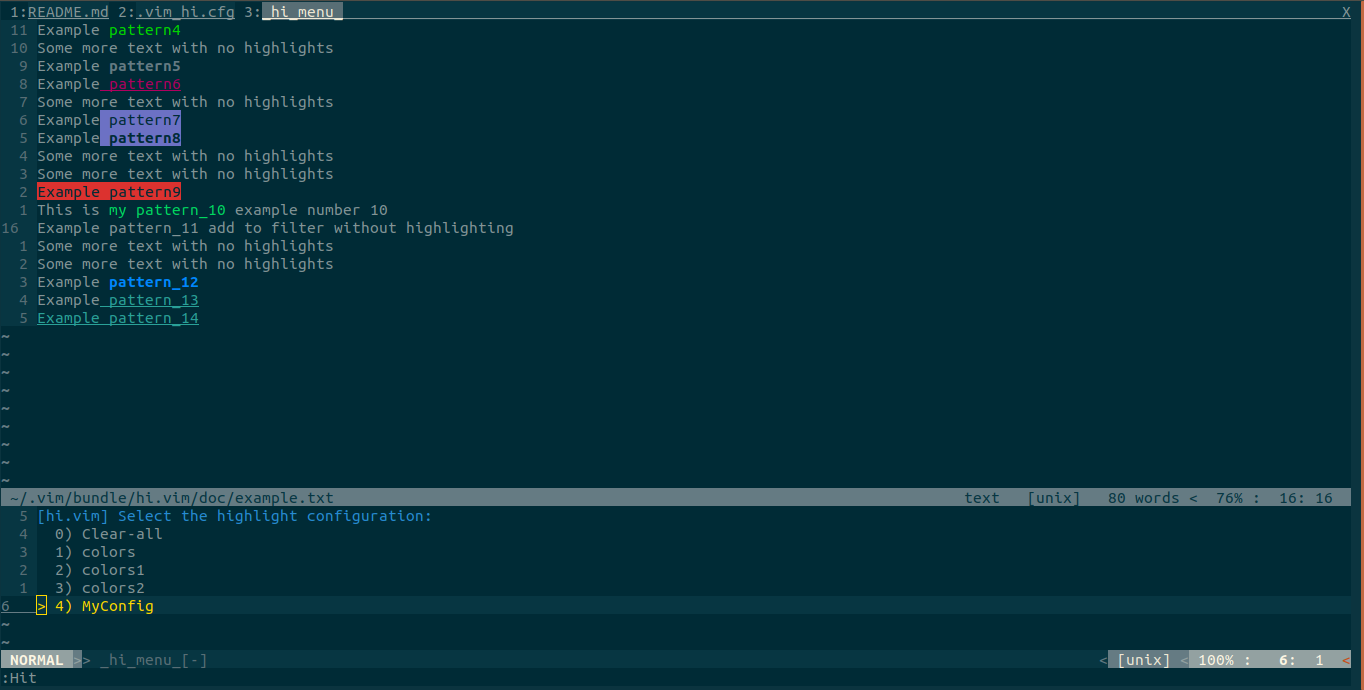 1:README.md 2:.vim_hi.cfg 3:_hi_menu_ X
11 Example pattern4
10 Some more text with no highlights
9 Example pattern5
8 Example pattern6
7 Some more text with no highlights
6 Example pattern7
5 Example pattern8
4 Some more text with no highlights
3 Some more text with no highlights
2 Example pattern9
1 This is my pattern_10 example number 10
16 Example pattern_11 add to filter without highlighting
1 Some more text with no highlights
2 Some more text with no highlights
3 Example pattern_12
4 Example pattern_13
5 Example pattern_14
~
~
~
~
~
~
~
~
~
~/.vim/bundle/hi.vim/doc/example.txt text [unix] 80 words < 76% : 16: 16
5 [hi.vim] Select the highlight configuration:
4 0) Clear-all
3 1) colors
2 2) colors1
1 3) colors2
6 > 4) MyConfig
~
~
NORMAL >> _hi_menu_[-] < [unix] < 100% : 6: 1 <
:Hit